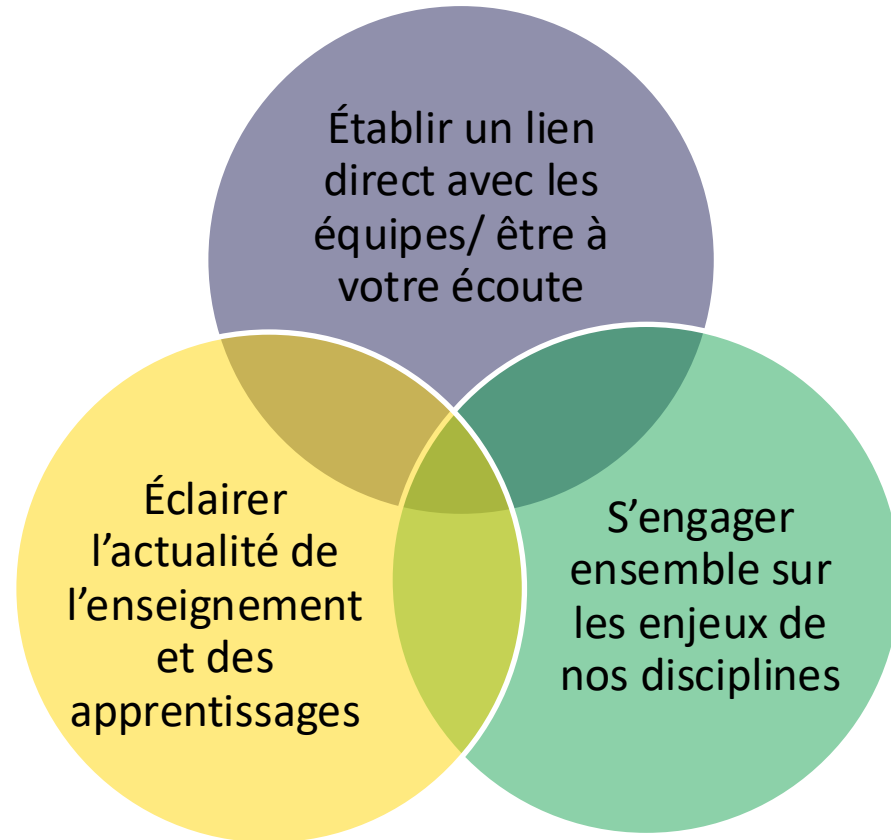 Établir un lien
direct avec les
équipes/ être à
votre écoute
Éclairer
l’actualité de
l’enseignement
et des
apprentissages
S’engager
ensemble sur
les enjeux de
nos disciplines